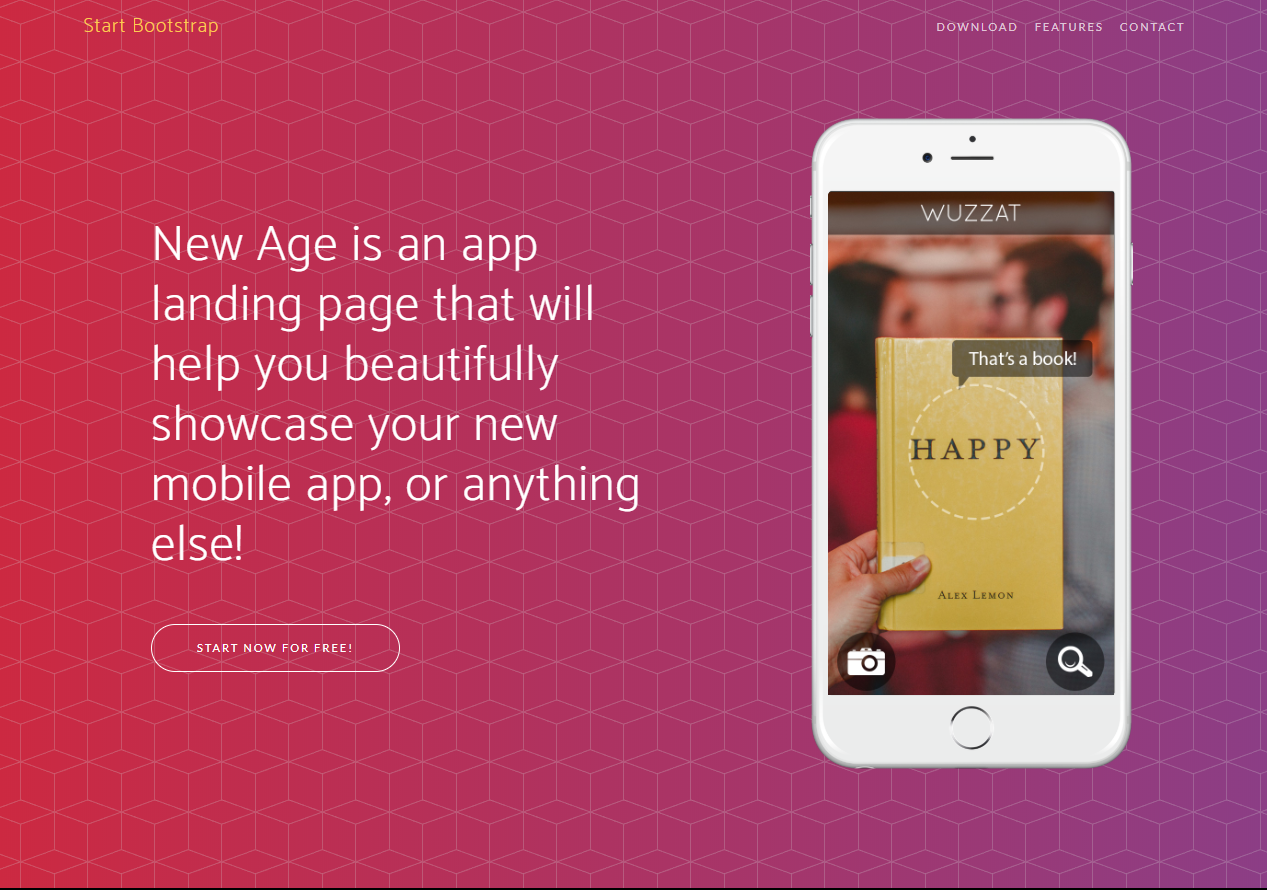 Start Bootstrap
DOWNLOAD FEATURES CONTACT
New Age is an app
landing page that will
help you beautifully
showcase your new
mobile app, or anything
else!
START NOW FOR FREE!
WUZZAT
That's a book!
HAPPY
ALEX LEMON